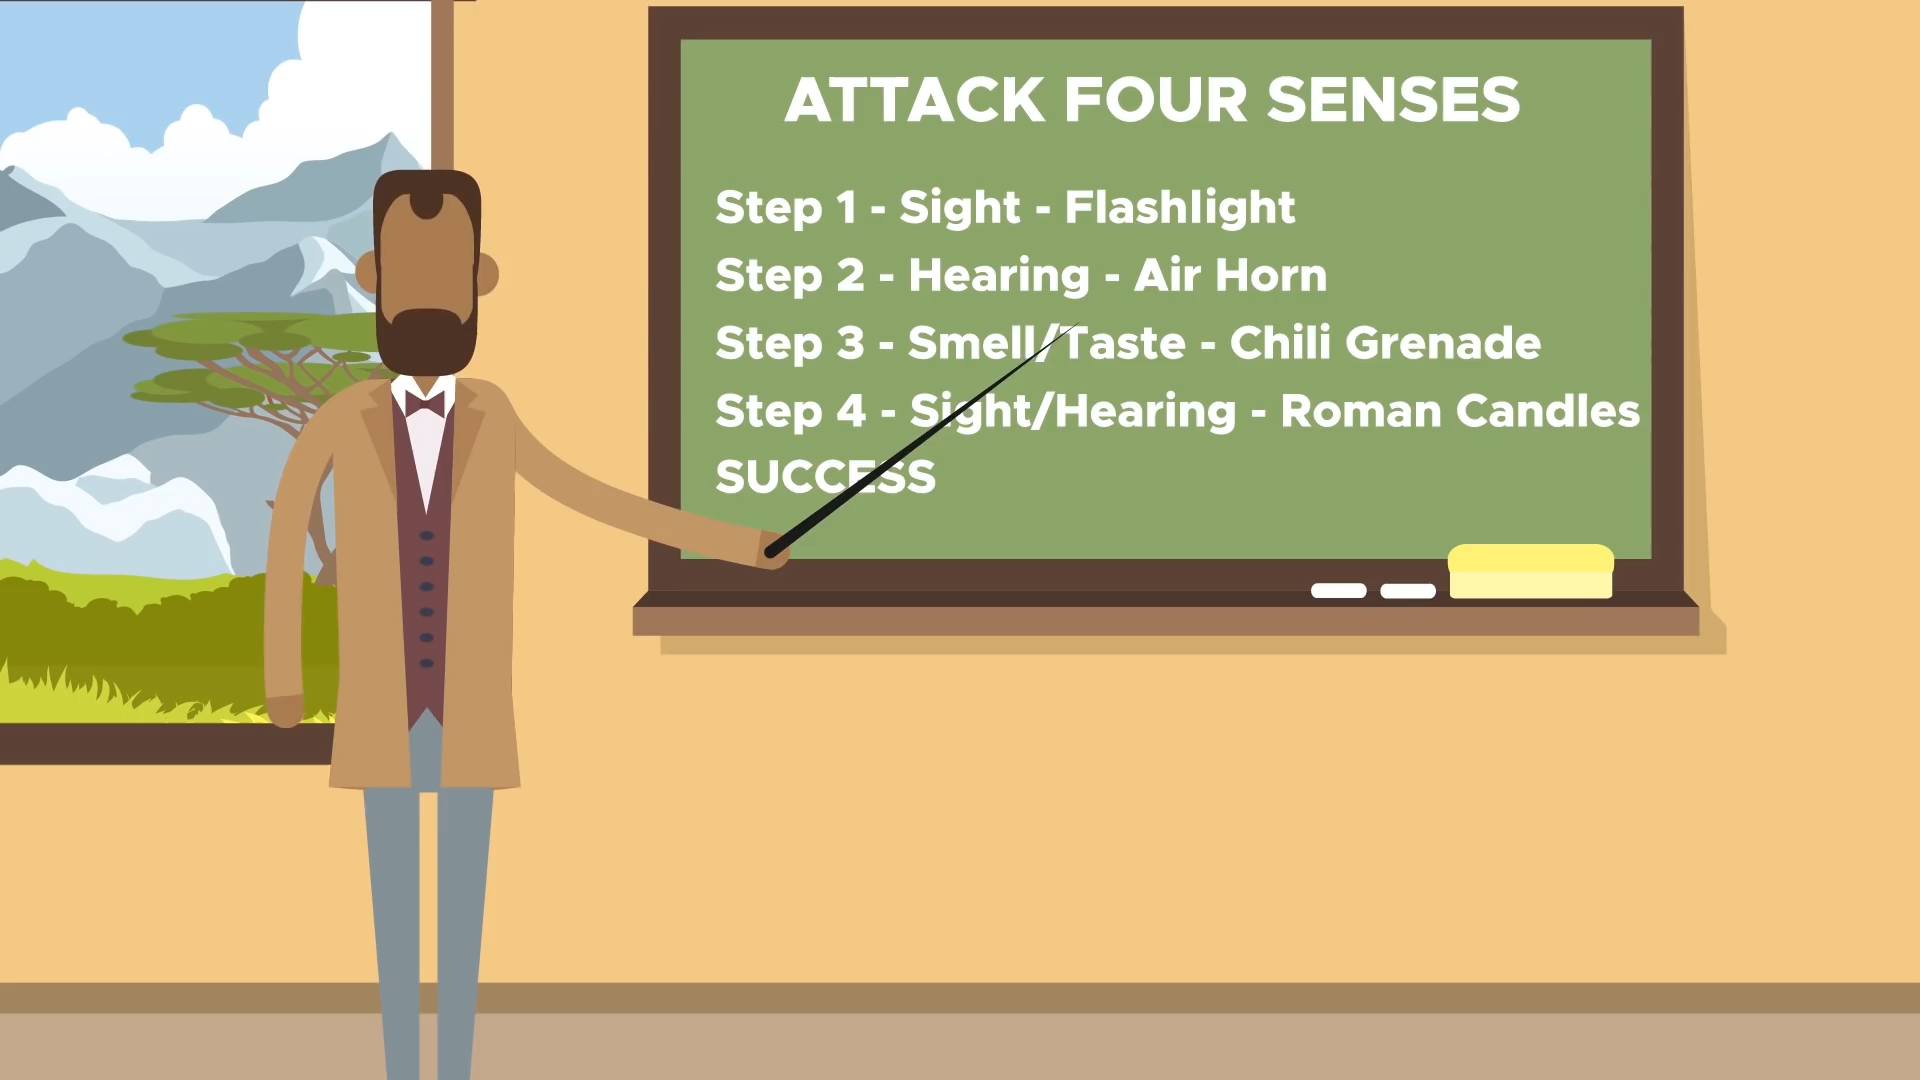 ATTACK FOUR SENSES
Step 1 - Sight - Flashlight
Step 2 - Hearing - Air Horn
Step 3 - Smell/Taste - Chili Grenade
Step 4 - Sight/Hearing - Roman Candles
SUCCESS